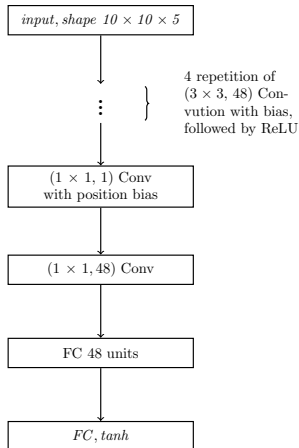 input, shape 10 × 10 × 5
4 repetition of
(3 × 3, 48) Con-
vution with bias,
followed by ReLU
(1 × 1, 1) Conv
with position bias
(1 × 1, 48) Conv
FC 48 units
FC, tanh